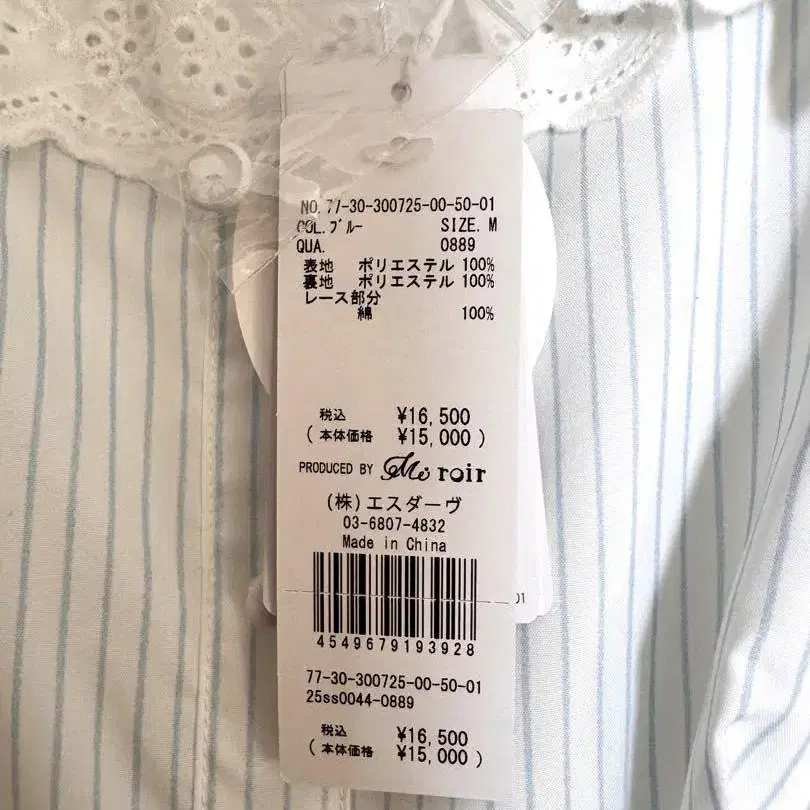 NO. 77-30-300725-00-50-01
COL. ブルー SIZE. M
QUA. 0889
表地 ポリエステル 100%
裏地 ポリエステル 100%
レース部分
綿 100%
税込 ¥16,500
(本体価格 ¥15,000)
PRODUCED BY Mi roir
(株)エスダーヴ
03-6807-4832
Made in China
01
4549679193928
77-30-300725-00-50-01
25ss0044-0889
税込 ¥16,500
(本体価格 ¥15,000)